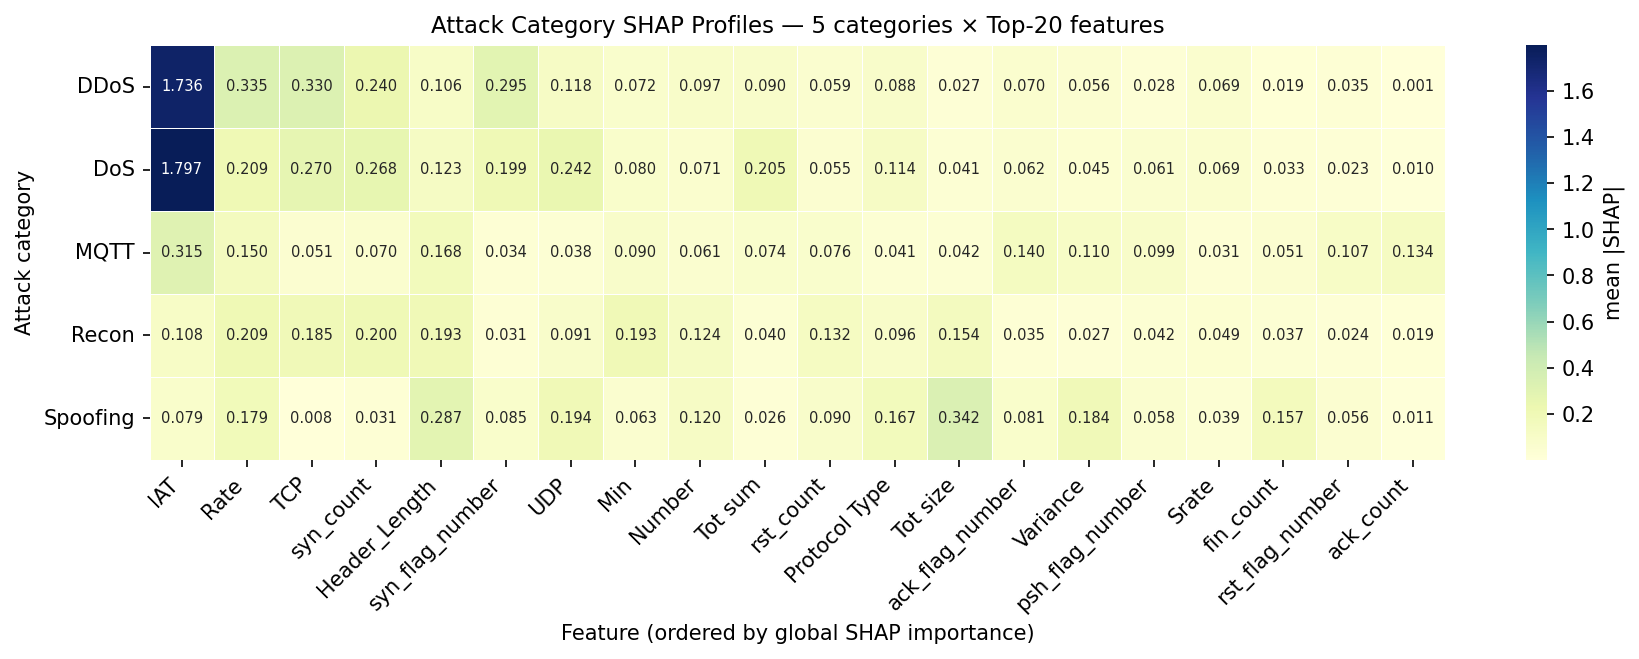 Attack Category SHAP Profiles — 5 categories × Top-20 features
Attack category
DDoS 1.736 0.335 0.330 0.240 0.106 0.295 0.118 0.072 0.097 0.090 0.059 0.088 0.027 0.070 0.056 0.028 0.069 0.019 0.035 0.001
DoS 1.797 0.209 0.270 0.268 0.123 0.199 0.242 0.080 0.071 0.205 0.055 0.114 0.041 0.062 0.045 0.061 0.069 0.033 0.023 0.010
MQTT 0.315 0.150 0.051 0.070 0.168 0.034 0.038 0.090 0.061 0.074 0.076 0.041 0.042 0.140 0.110 0.099 0.031 0.051 0.107 0.134
Recon 0.108 0.209 0.185 0.200 0.193 0.031 0.091 0.193 0.124 0.040 0.132 0.096 0.154 0.035 0.027 0.042 0.049 0.037 0.024 0.019
Spoofing 0.079 0.179 0.008 0.031 0.287 0.085 0.194 0.063 0.120 0.026 0.090 0.167 0.342 0.081 0.184 0.058 0.039 0.157 0.056 0.011
IAT
Rate
TCP
syn_count
Header_Length
syn_flag_number
UDP
Min
Number
Tot sum
rst_count
Protocol Type
Tot size
ack_flag_number
Variance
psh_flag_number
Srate
fin_count
rst_flag_number
ack_count
Feature (ordered by global SHAP importance)
1.6
1.4
1.2
1.0
0.8
0.6
0.4
0.2
mean |SHAP|